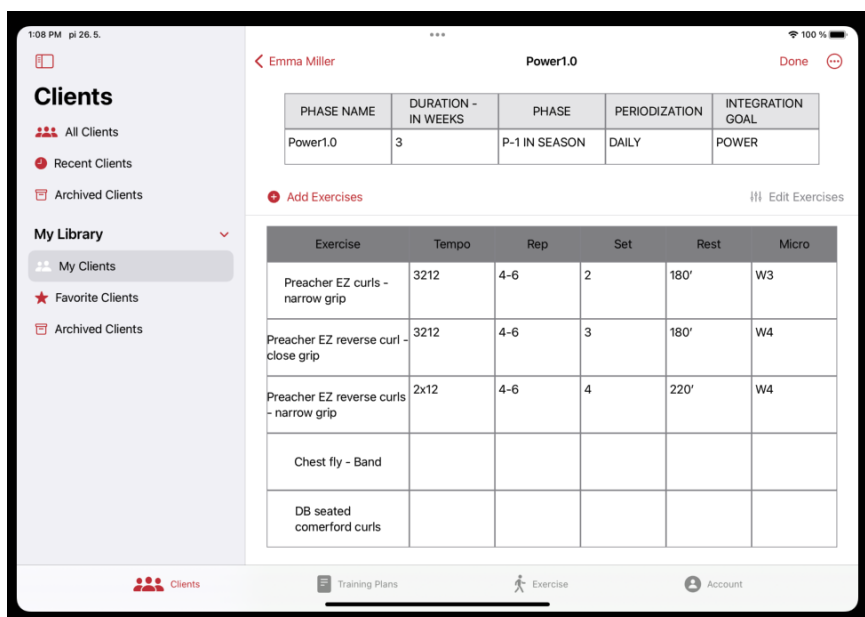 1:08 PM pi 26.5.
100 %
Clients
All Clients
Recent Clients
Archived Clients
My Library
My Clients
Favorite Clients
Archived Clients
Emma Miller
Power1.0
Done
PHASE NAME
DURATION -
IN WEEKS
PHASE
PERIODIZATION
INTEGRATION
GOAL
Power1.0
3
P-1 IN SEASON
DAILY
POWER
Add Exercises
Edit Exercises
Exercise
Tempo
Rep
Set
Rest
Micro
Preacher EZ curls -
narrow grip
3212
4-6
2
180′
W3
Preacher EZ reverse curl -
close grip
3212
4-6
3
180′
W4
Preacher EZ reverse curls
- narrow grip
2x12
4-6
4
220′
W4
Chest fly - Band
DB seated
comerford curls
Clients
Training Plans
Exercise
Account